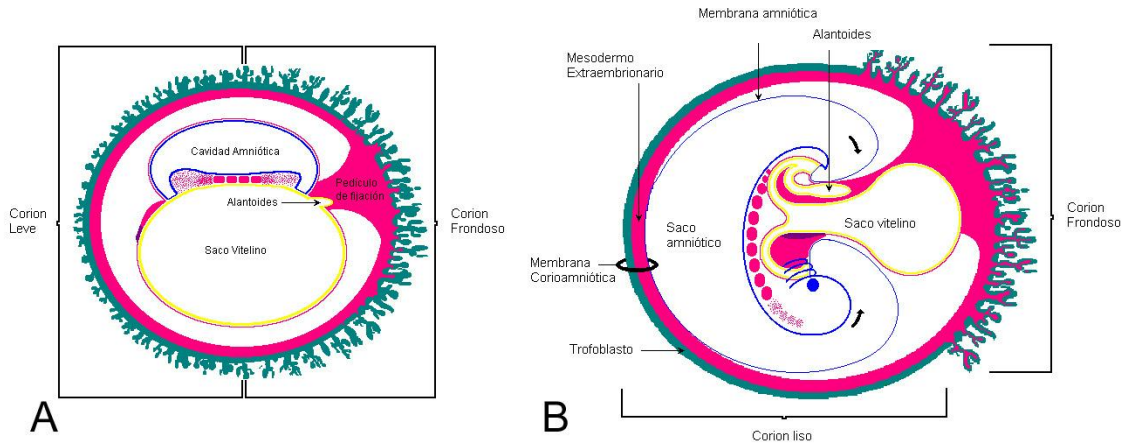 Cavidad Amniótica
Pedículo
de fijación
Alantoides
Saco Vitelino
Corion
Leve
Corion
Frondoso
A
Membrana amniótica
Alantoides
Mesodermo
Extraembrionario
Corion
Frondoso
Saco
amniótico
Saco vitelino
Membrana
Corioamniótica
Trofoblasto
Corion liso
B